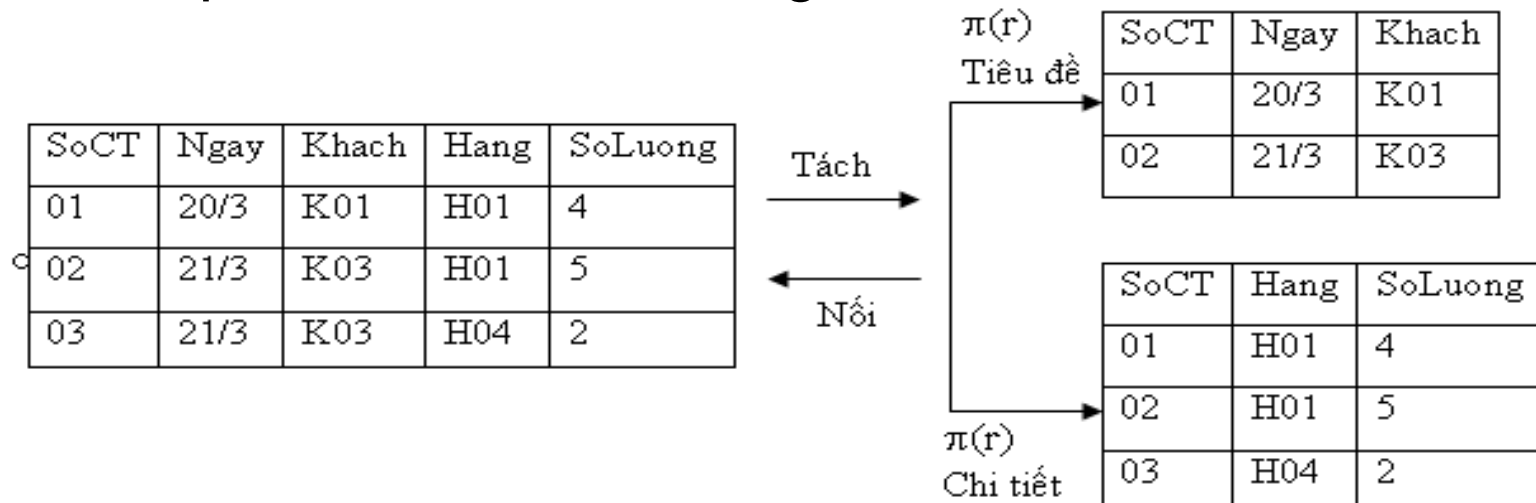 SoCT Ngay Khach Hang SoLuong
01 20/3 K01 H01 4
02 21/3 K03 H01 5
03 21/3 K03 H04 2
Tách
Nối
π(r)
Tiêu đề
SoCT Ngay Khach
01 20/3 K01
02 21/3 K03
π(r)
Chi tiết
SoCT Hang SoLuong
01 H01 4
02 H01 5
03 H04 2